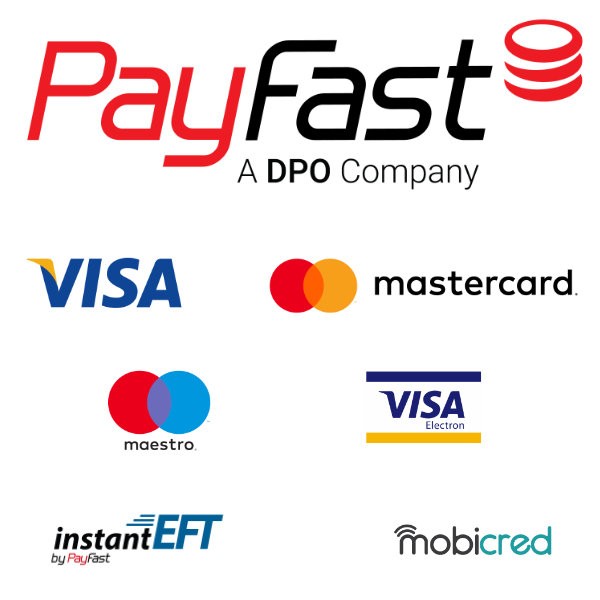 PayFast
A DPO Company
VISA
mastercard.
maestro.
VISA
Electron
instantEFT
by PayFast
mobicred